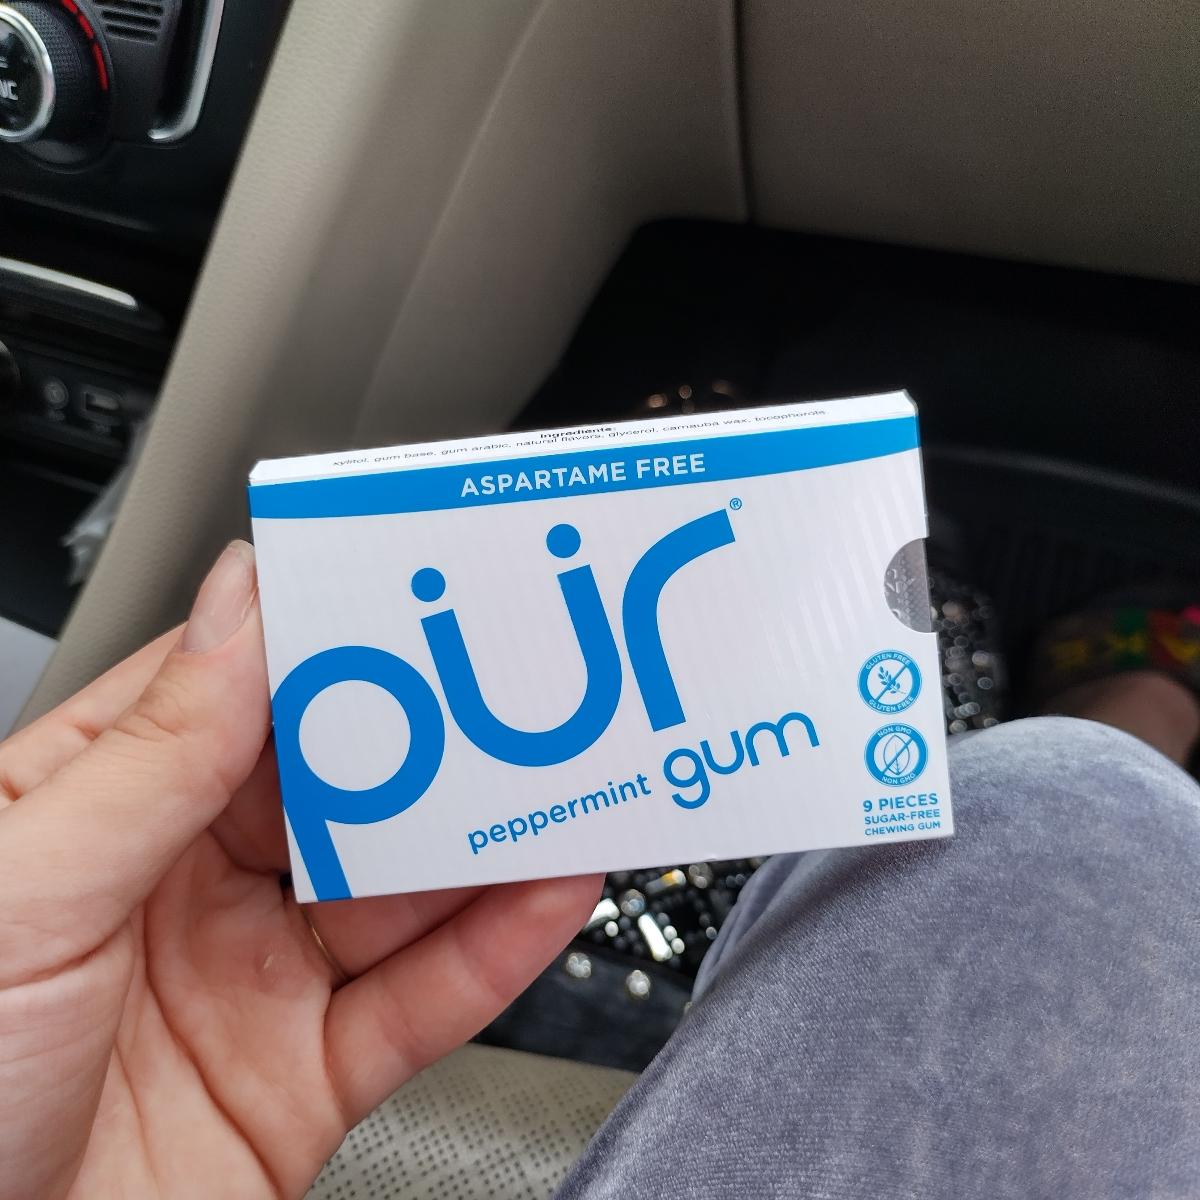 Ingredients:
xylitol, gum base, gum arabic, natural flavors, glycerol, carnauba wax, tocopherols.
ASPARTAME FREE
pür®
peppermint gum
GLUTEN FREE
GLUTEN FREE
NON GMO
NON GMO
9 PIECES
SUGAR-FREE
CHEWING GUM